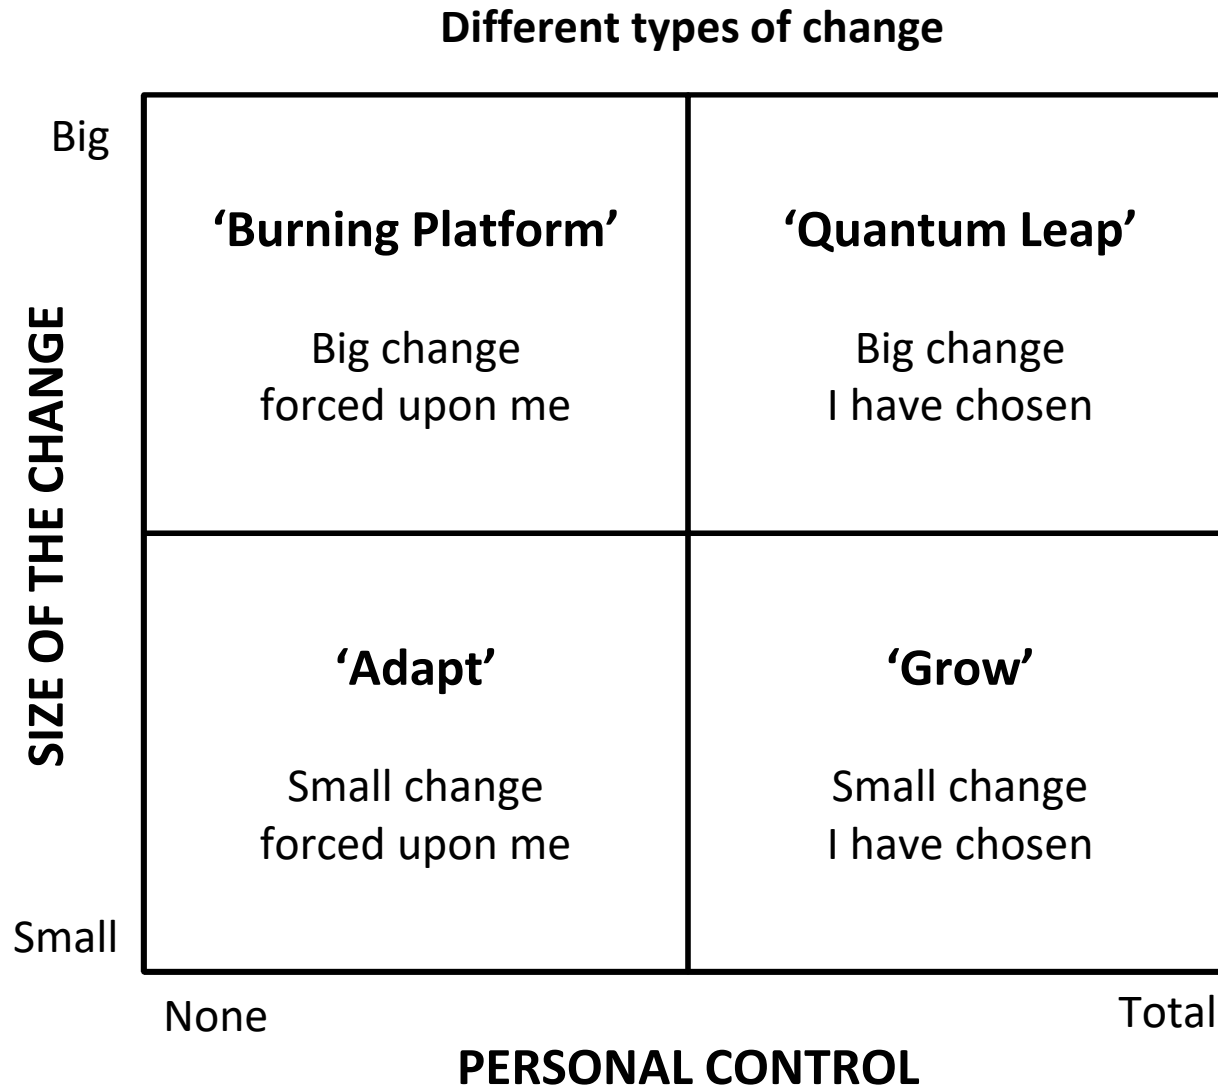 Different types of change
Big
‘Burning Platform’
Big change
forced upon me
‘Quantum Leap’
Big change
I have chosen
SIZE OF THE CHANGE
‘Adapt’
Small change
forced upon me
‘Grow’
Small change
I have chosen
Small
None
Total
PERSONAL CONTROL